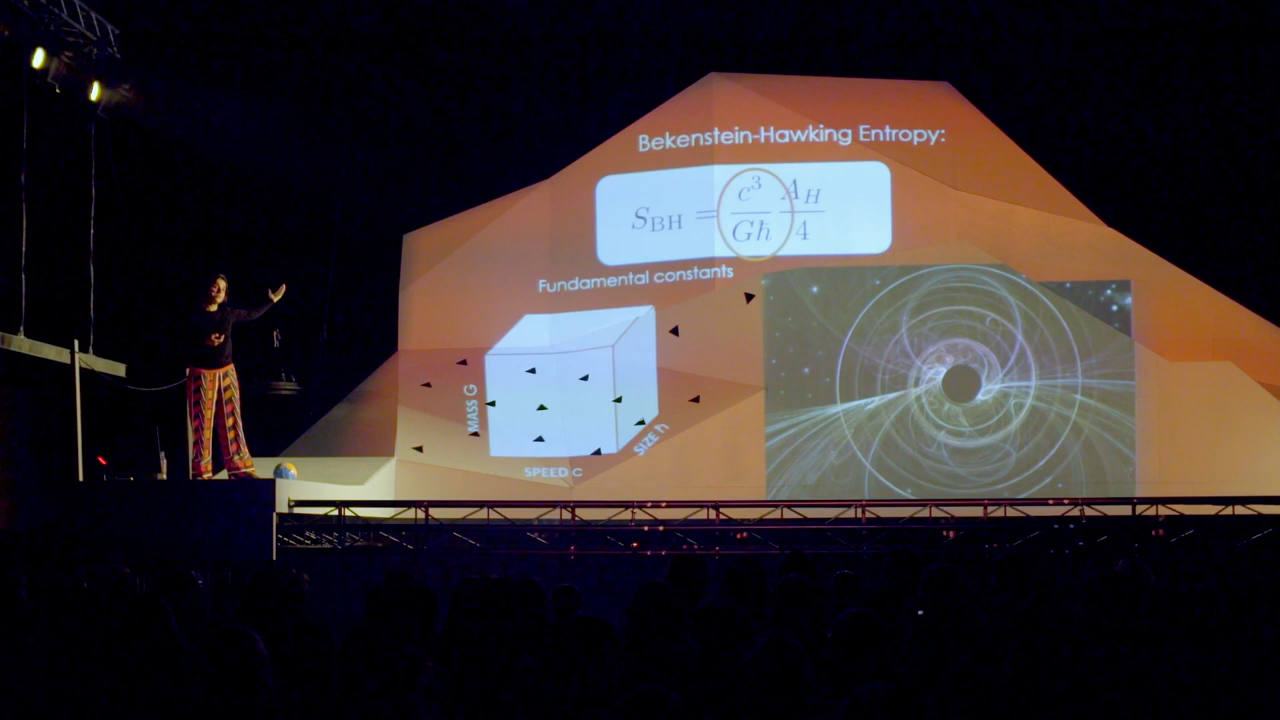 Bekenstein-Hawking Entropy:
S_BH = c³/Għ A_H/4
Fundamental constants
MASS G
SIZE ħ
SPEED C